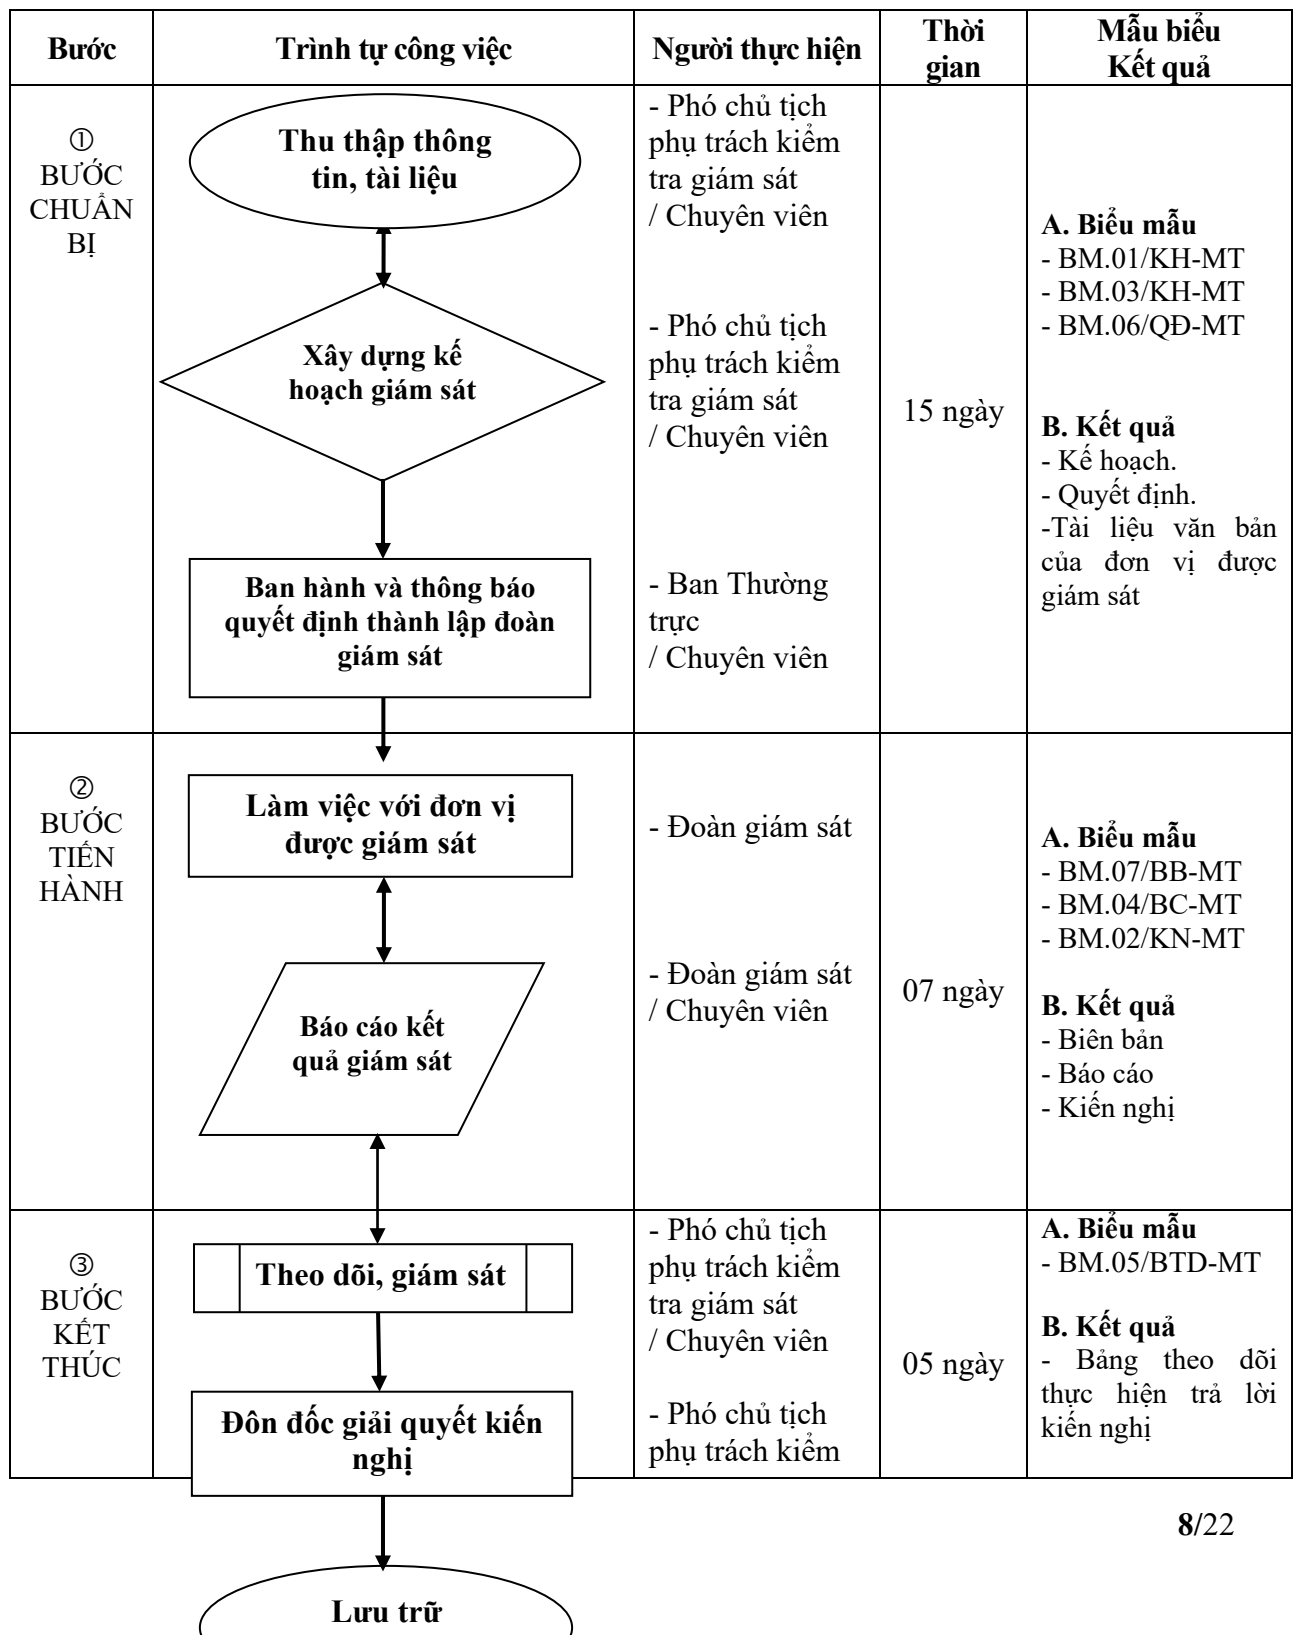 Bước
Trình tự công việc
Người thực hiện
Thời
gian
Mẫu biểu
Kết quả
①
BƯỚC
CHUẨN
BỊ
Thu thập thông
tin, tài liệu
Xây dựng kế
hoạch giám sát
Ban hành và thông báo
quyết định thành lập đoàn
giám sát
- Phó chủ tịch
phụ trách kiểm
tra giám sát
/ Chuyên viên
- Phó chủ tịch
phụ trách kiểm
tra giám sát
/ Chuyên viên
- Ban Thường
trực
/ Chuyên viên
15 ngày
A. Biểu mẫu
- BM.01/KH-MT
- BM.03/KH-MT
- BM.06/QĐ-MT
B. Kết quả
- Kế hoạch.
- Quyết định.
-Tài liệu văn bản
của đơn vị được
giám sát
②
BƯỚC
TIẾN
HÀNH
Làm việc với đơn vị
được giám sát
Báo cáo kết
quả giám sát
- Đoàn giám sát
- Đoàn giám sát
/ Chuyên viên
07 ngày
A. Biểu mẫu
- BM.07/BB-MT
- BM.04/BC-MT
- BM.02/KN-MT
B. Kết quả
- Biên bản
- Báo cáo
- Kiến nghị
③
BƯỚC
KẾT
THÚC
Theo dõi, giám sát
Đôn đốc giải quyết kiến
nghị
- Phó chủ tịch
phụ trách kiểm
tra giám sát
/ Chuyên viên
- Phó chủ tịch
phụ trách kiểm
05 ngày
A. Biểu mẫu
- BM.05/BTD-MT
B. Kết quả
- Bảng theo dõi
thực hiện trả lời
kiến nghị
8/22
Lưu trữ